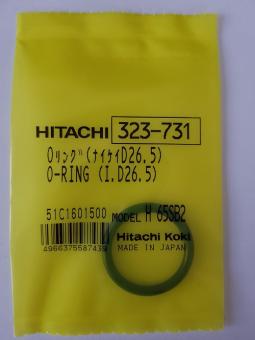 HITACHI 323-731
Oリング(ナイケイD26.5)
O-RING (I.D26.5)
51C1601500 MODEL H 65SB2
4966375587439
Hitachi Koki
MADE IN JAPAN